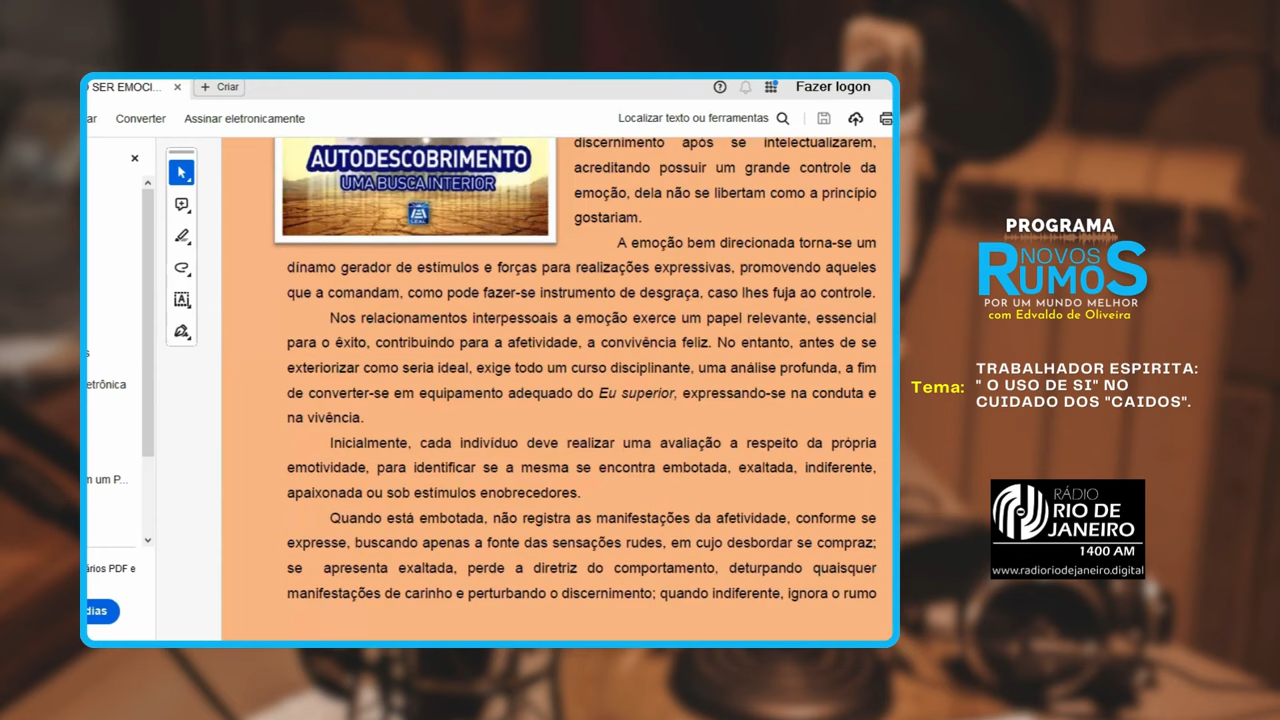 O SER EMOCI...
Criar
Fazer logon
ar
Converter
Assinar eletronicamente
Localizar texto ou ferramentas
AUTODESCOBRIMENTO
UMA BUSCA INTERIOR
LEAL
discernimento após se intelectualizarem,
acreditando possuir um grande controle da
emoção, dela não se libertam como a princípio
gostariam.
A emoção bem direcionada torna-se um
dínamo gerador de estímulos e forças para realizações expressivas, promovendo aqueles
que a comandam, como pode fazer-se instrumento de desgraça, caso lhes fuja ao controle.
Nos relacionamentos interpessoais a emoção exerce um papel relevante, essencial
para o êxito, contribuindo para a afetividade, a convivência feliz. No entanto, antes de se
exteriorizar como seria ideal, exige todo um curso disciplinante, uma análise profunda, a fim
de converter-se em equipamento adequado do Eu superior, expressando-se na conduta e
na vivência.
Inicialmente, cada indivíduo deve realizar uma avaliação a respeito da própria
emotividade, para identificar se a mesma se encontra embotada, exaltada, indiferente,
apaixonada ou sob estímulos enobrecedores.
Quando está embotada, não registra as manifestações da afetividade, conforme se
expresse, buscando apenas a fonte das sensações rudes, em cujo desbordar se compraz;
se apresenta exaltada, perde a diretriz do comportamento, deturpando quaisquer
manifestações de carinho e perturbando o discernimento; quando indiferente, ignora o rumo
s
etrônica
n um P...
ários PDF e
dias
PROGRAMA
NOVOS
RUMOS
POR UM MUNDO MELHOR
com Edvaldo de Oliveira
Tema:
TRABALHADOR ESPIRITA:
" O USO DE SI" NO
CUIDADO DOS "CAIDOS".
RÁDIO
RIO DE
JANEIRO
1400 AM
www.radioriodejaneiro.digital